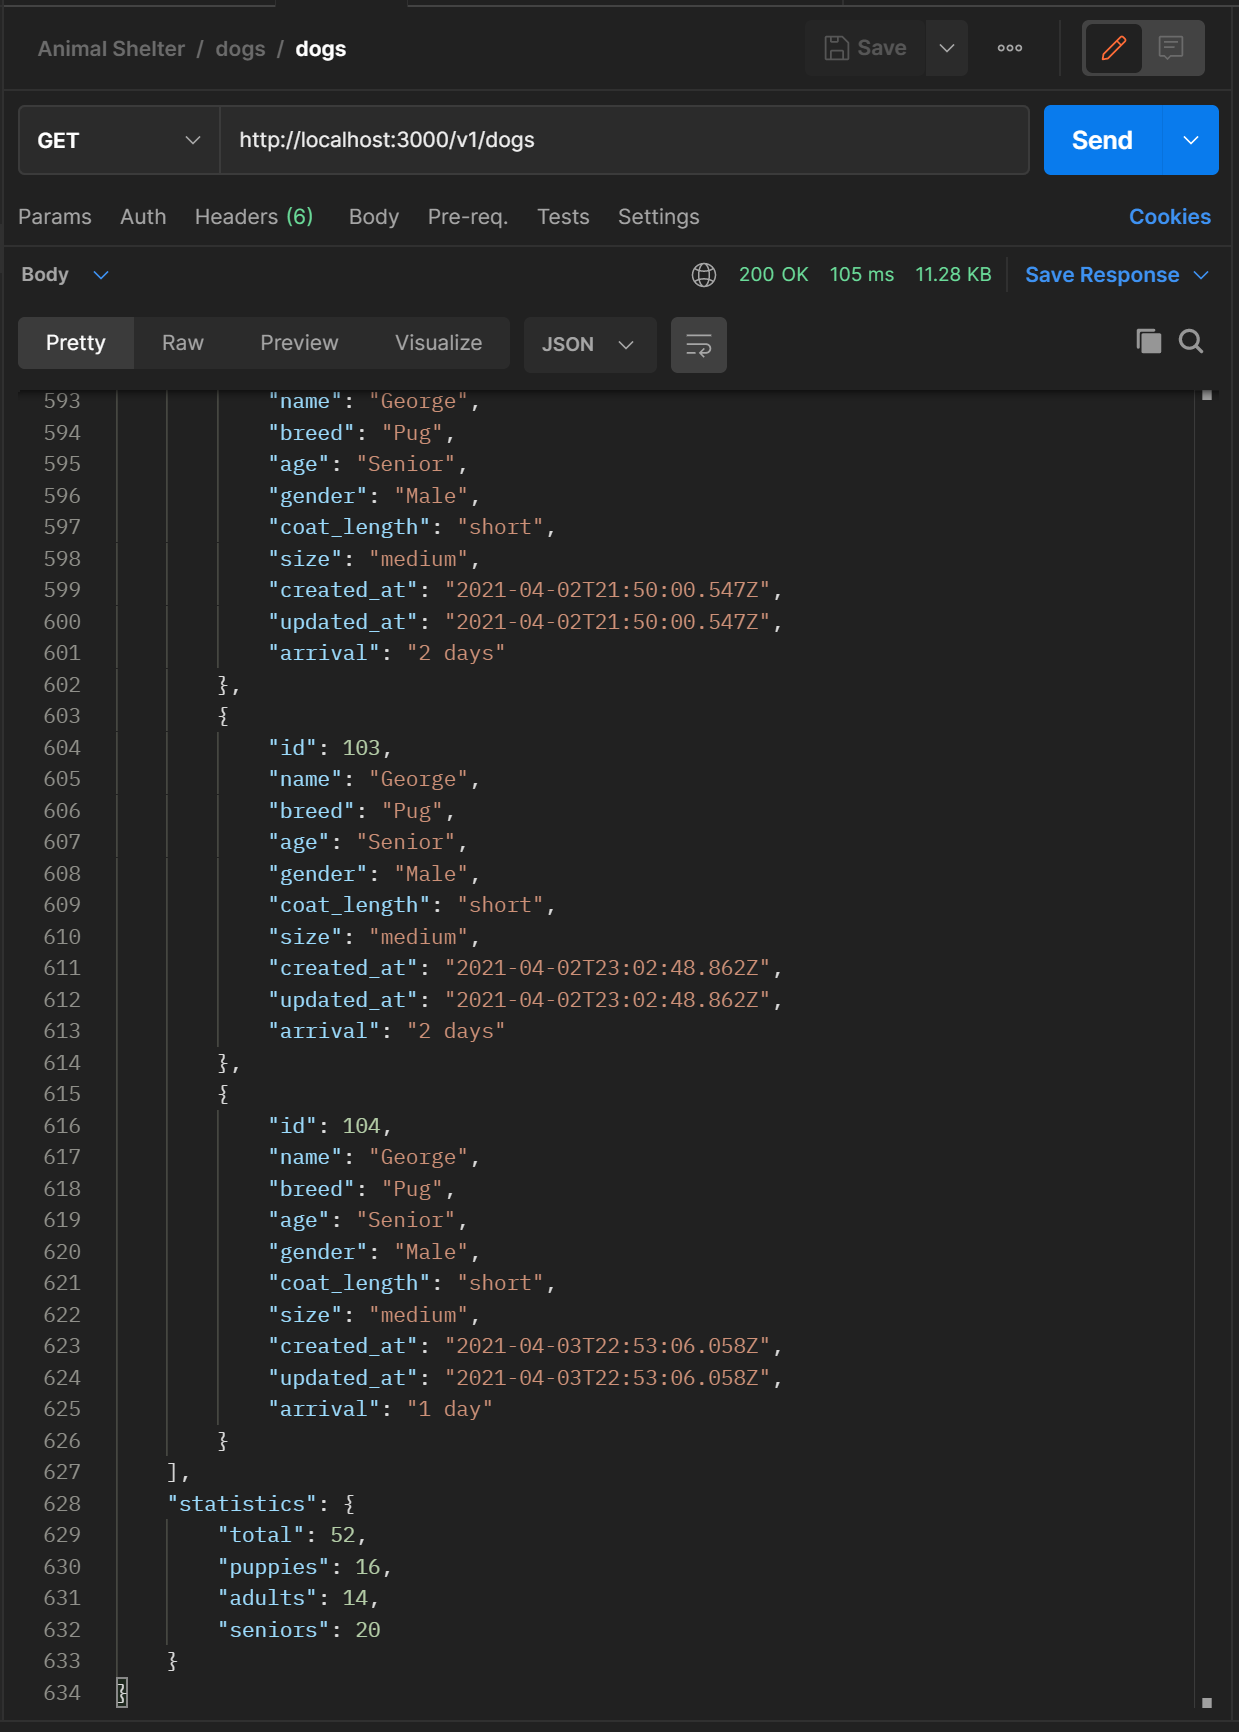 Animal Shelter / dogs / dogs
Save
GET
http://localhost:3000/v1/dogs
Send
Params Auth Headers (6) Body Pre-req. Tests Settings Cookies
Body 200 OK 105 ms 11.28 KB Save Response
Pretty Raw Preview Visualize JSON
593 "name": "George",
594 "breed": "Pug",
595 "age": "Senior",
596 "gender": "Male",
597 "coat_length": "short",
598 "size": "medium",
599 "created_at": "2021-04-02T21:50:00.547Z",
600 "updated_at": "2021-04-02T21:50:00.547Z",
601 "arrival": "2 days"
602 },
603 {
604 "id": 103,
605 "name": "George",
606 "breed": "Pug",
607 "age": "Senior",
608 "gender": "Male",
609 "coat_length": "short",
610 "size": "medium",
611 "created_at": "2021-04-02T23:02:48.862Z",
612 "updated_at": "2021-04-02T23:02:48.862Z",
613 "arrival": "2 days"
614 },
615 {
616 "id": 104,
617 "name": "George",
618 "breed": "Pug",
619 "age": "Senior",
620 "gender": "Male",
621 "coat_length": "short",
622 "size": "medium",
623 "created_at": "2021-04-03T22:53:06.058Z",
624 "updated_at": "2021-04-03T22:53:06.058Z",
625 "arrival": "1 day"
626 }
627 ],
628 "statistics": {
629 "total": 52,
630 "puppies": 16,
631 "adults": 14,
632 "seniors": 20
633 }
634 }